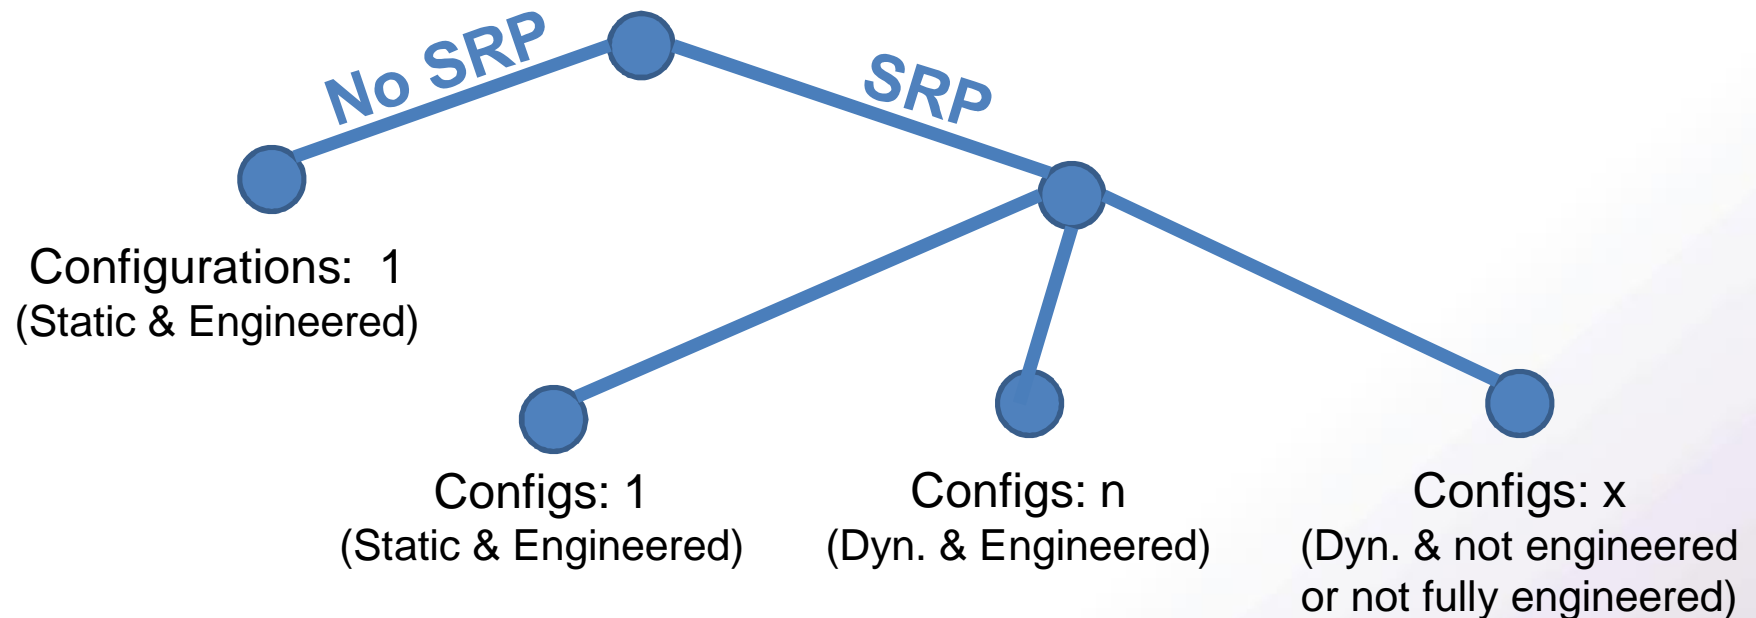 No SRP
SRP
Configurations: 1
(Static & Engineered)
Configs: 1
(Static & Engineered)
Configs: n
(Dyn. & Engineered)
Configs: x
(Dyn. & not engineered
or not fully engineered)